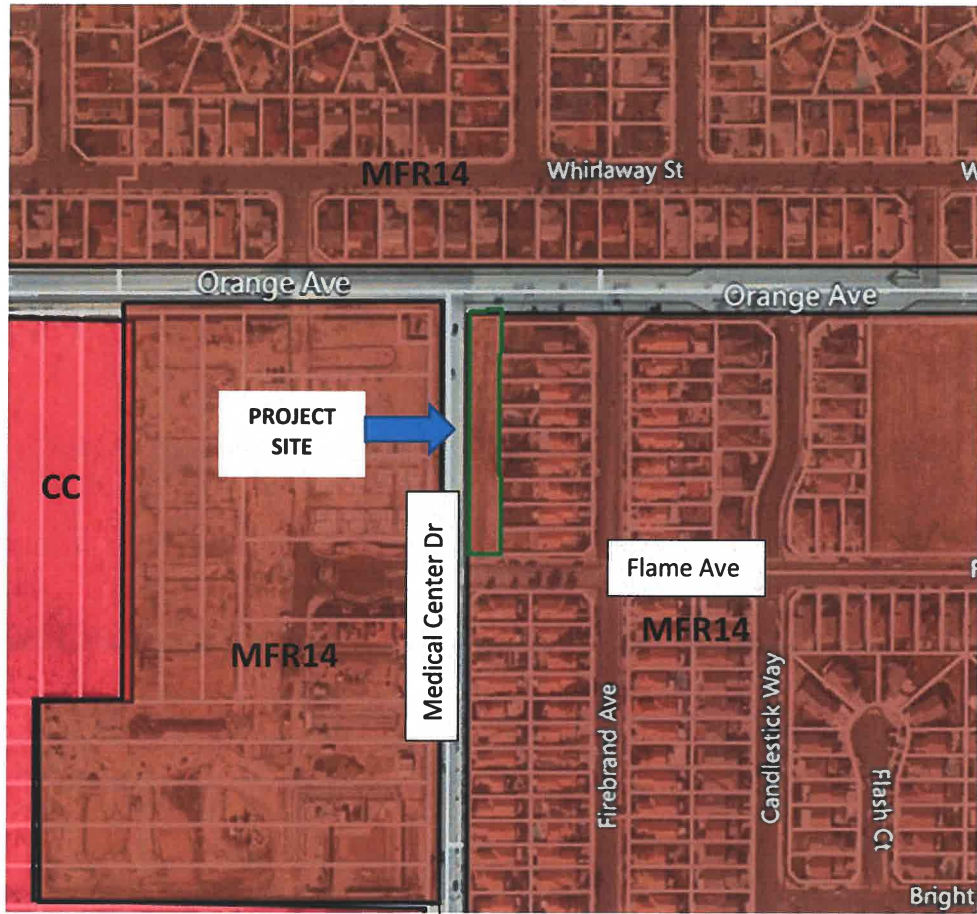 MFR14
Whirlaway St
W
Orange Ave
Orange Ave
PROJECT
SITE
CC
Medical Center Dr
Flame Ave
F
MFR14
MFR14
Firebrand Ave
Candlestick Way
Flash Ct
Bright